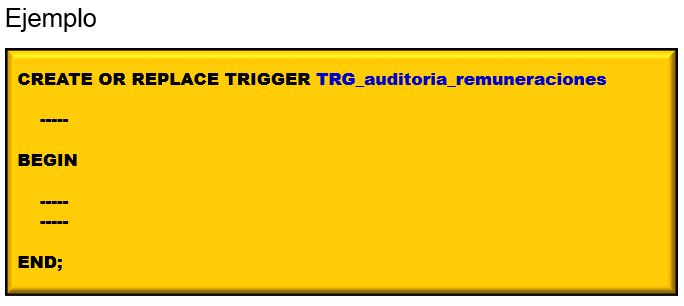 Ejemplo
CREATE OR REPLACE TRIGGER TRG_auditoria_remuneraciones
-----
BEGIN
-----
-----
END;